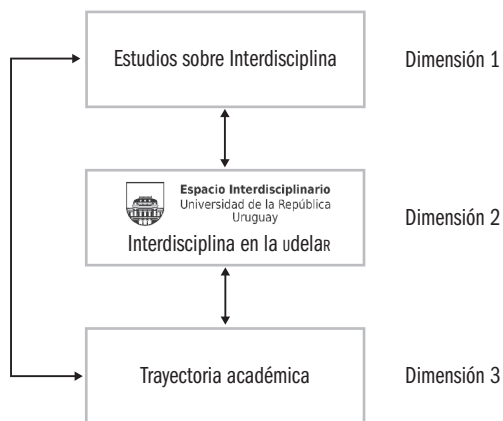 Estudios sobre Interdisciplina
Dimensión 1
Espacio Interdisciplinario
Universidad de la República
Uruguay
Interdisciplina en la udelaR
Dimensión 2
Trayectoria académica
Dimensión 3